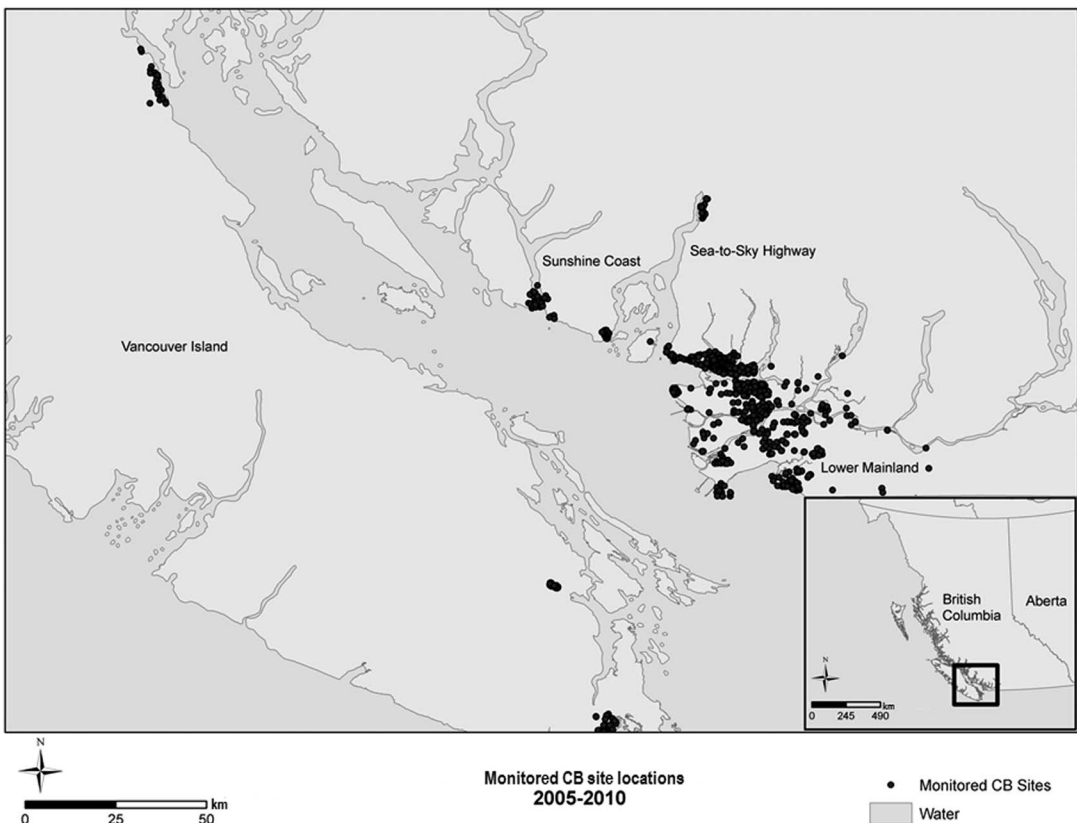 Sunshine Coast
Sea-to-Sky Highway
Vancouver Island
Lower Mainland
British
Columbia
Aberta
N
0 245 490 km
N
0 25 50 km
Monitored CB site locations
2005-2010
Monitored CB Sites
Water